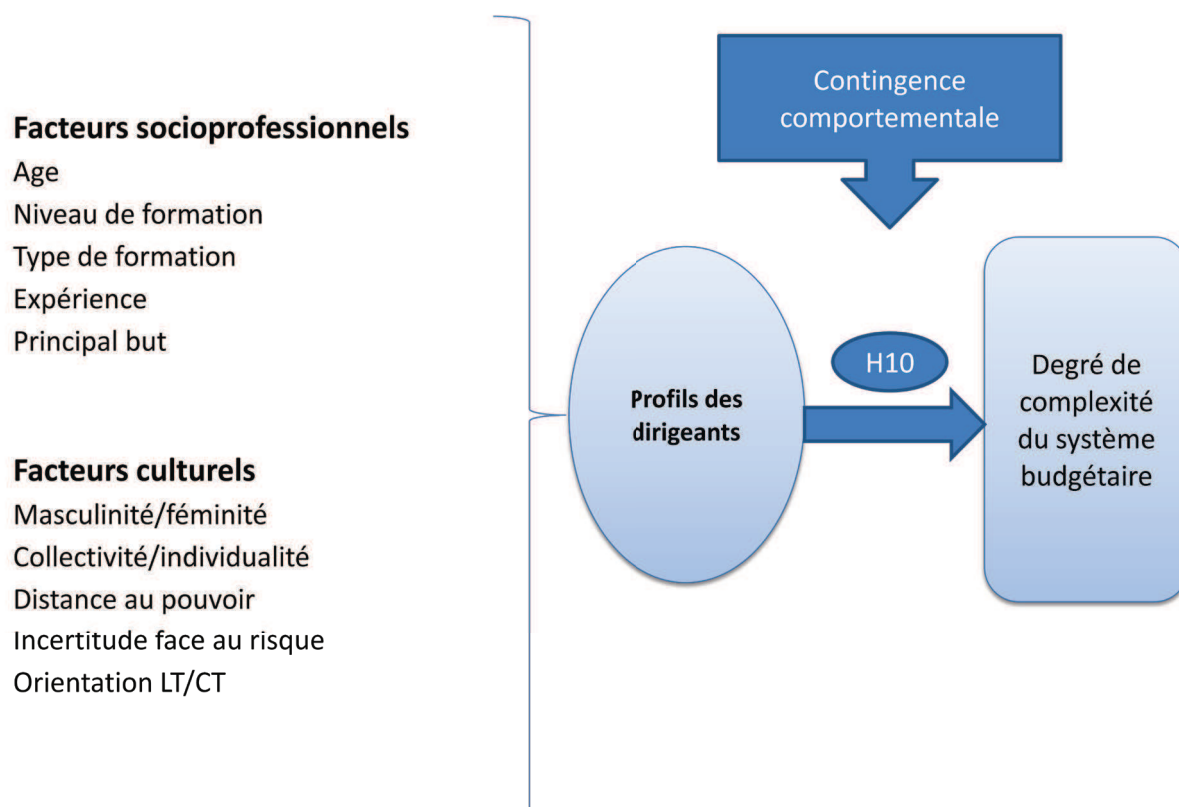 Facteurs socioprofessionnels
Age
Niveau de formation
Type de formation
Expérience
Principal but
Facteurs culturels
Masculinité/féminité
Collectivité/individualité
Distance au pouvoir
Incertitude face au risque
Orientation LT/CT
Contingence
comportementale
Profils des
dirigeants
H10
Degré de
complexité
du système
budgétaire